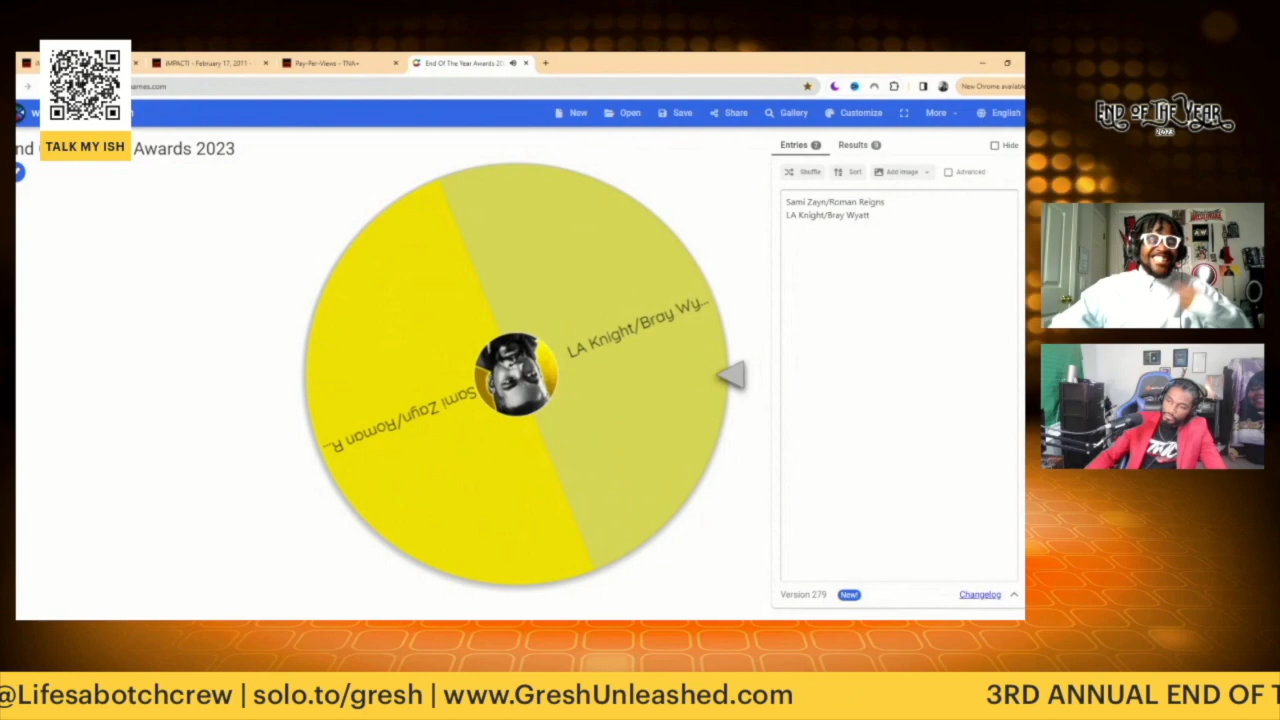 iMPACT! - February 17, 2011 -
Pay-Per-Views - TNA+
End Of The Year Awards 20
ames.com
New Chrome available
New
Open
Save
Share
Gallery
Customize
More
English
TALK MY ISH
nd
Awards 2023
Entries 2
Results
Hide
Shuffle
Sort
Add image
Advanced
Sami Zayn/Roman Reigns
LA Knight/Bray Wyatt
LA Knight/Bray Wy...
Sami Zayn/Roman R...
Version 279
New!
Changelog
END OF THE YEAR
2023
@Lifesabotchcrew | solo.to/gresh | www.GreshUnleashed.com
3RD ANNUAL END OF T